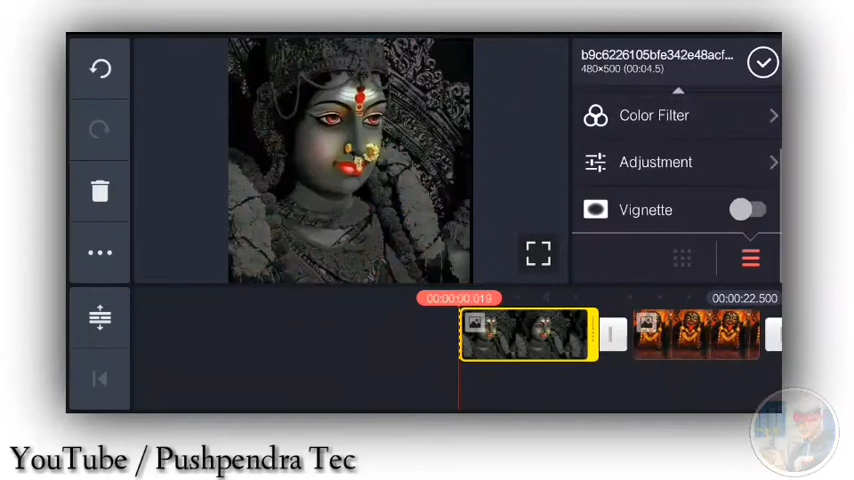 b9c6226105bfe342e48acf...
480×500 (00:04.5)
Color Filter
Adjustment
Vignette
00:00:00.019
00:00:22.500
YouTube / Pushpendra Tec